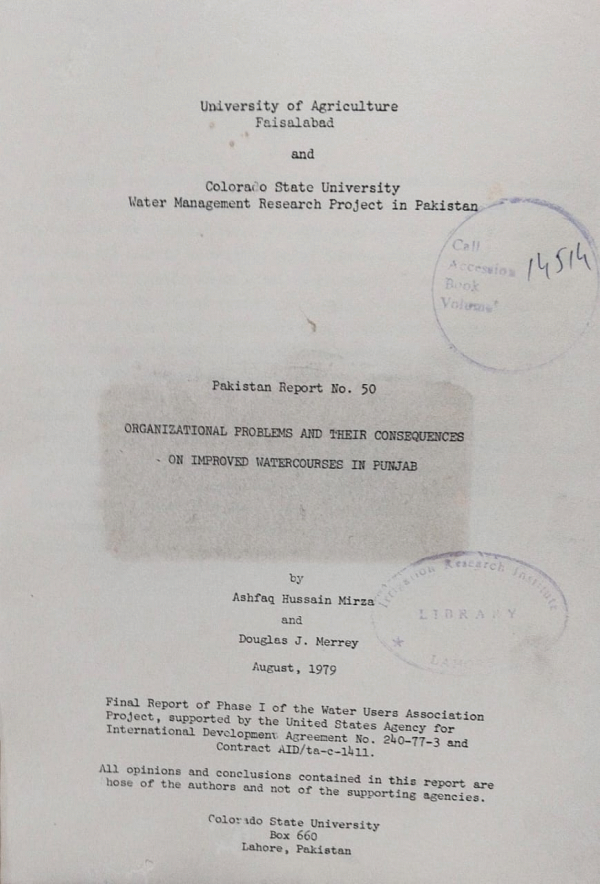 University of Agriculture
Faisalabad
and
Colorado State University
Water Management Research Project in Pakistan
Call
Accession
Book
Volume
14514
Pakistan Report No. 50
ORGANIZATIONAL PROBLEMS AND THEIR CONSEQUENCES
ON IMPROVED WATERCOURSES IN PUNJAB
by
Ashfaq Hussain Mirza
and
Douglas J. Merrey
August, 1979
Irrigation Research Institute
LIBRARY
LAHORE
Final Report of Phase I of the Water Users Association
Project, supported by the United States Agency for
International Development Agreement No. 240-77-3 and
Contract AID/ta-c-1411.
All opinions and conclusions contained in this report are
hose of the authors and not of the supporting agencies.
Colorado State University
Box 660
Lahore, Pakistan